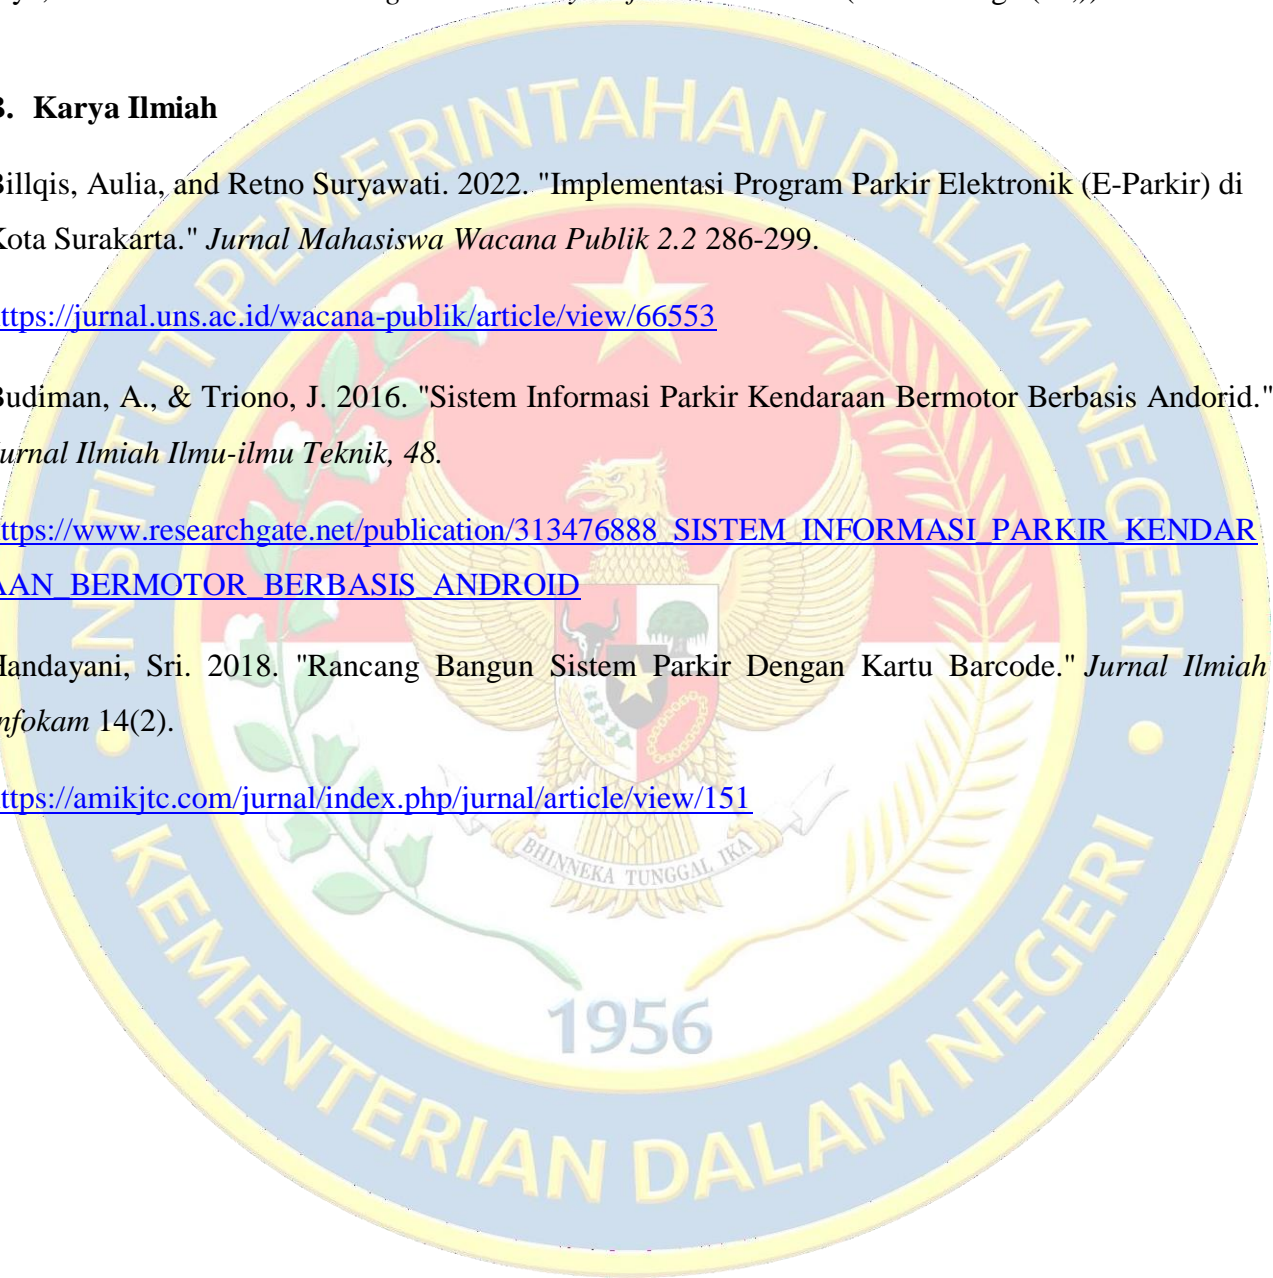 B. Karya Ilmiah
Billqis, Aulia, and Retno Suryawati. 2022. "Implementasi Program Parkir Elektronik (E-Parkir) di
Kota Surakarta." Jurnal Mahasiswa Wacana Publik 2.2 286-299.
ttps://jurnal.uns.ac.id/wacana-publik/article/view/66553
Budiman, A., & Triono, J. 2016. "Sistem Informasi Parkir Kendaraan Bermotor Berbasis Andorid."
Jurnal Ilmiah Ilmu-ilmu Teknik, 48.
ttps://www.researchgate.net/publication/313476888_SISTEM_INFORMASI_PARKIR_KENDAR
AAN_BERMOTOR_BERBASIS_ANDROID
Handayani, Sri. 2018. "Rancang Bangun Sistem Parkir Dengan Kartu Barcode." Jurnal Ilmiah
Infokam 14(2).
ttps://amikjtc.com/jurnal/index.php/jurnal/article/view/151
INSTITUT PEMERINTAHAN DALAM NEGERI
BHINNEKA TUNGGAL IKA
1956
KEMENTERIAN DALAM NEGERI